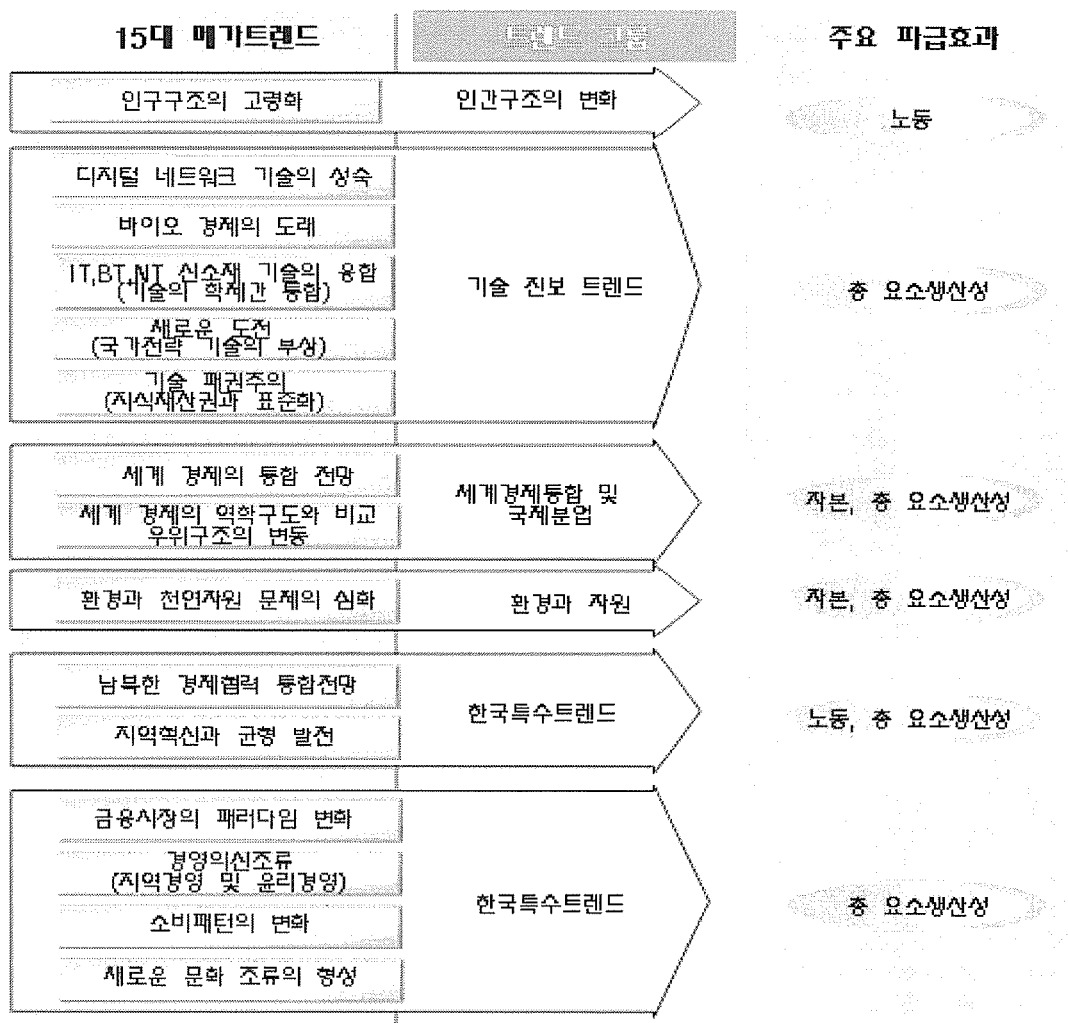 15대 메가트렌드
트렌드 그룹
주요 파급효과
인구구조의 고령화
인간구조의 변화
노동
디지털 네트워크 기술의 성숙
바이오 경제의 도래
IT,BT,NT 신소재 기술의 융합
(기술의 학제간 통합)
새로운 도전
(국가전략 기술의 부상)
기술 패권주의
(지식재산권과 표준화)
기술 진보 트렌드
총 요소생산성
세계 경제의 통합 전망
세계 경제의 역학구도와 비교
우위구조의 변동
세계경제통합 및
국제분업
자본, 총 요소생산성
환경과 천연자원 문제의 심화
환경과 자원
자본, 총 요소생산성
남북한 경제협력 통합전망
지역혁신과 균형 발전
한국특수트렌드
노동, 총 요소생산성
금융시장의 패러다임 변화
경영의신조류
(지역경영 및 윤리경영)
소비패턴의 변화
새로운 문화 조류의 형성
한국특수트렌드
총 요소생산성